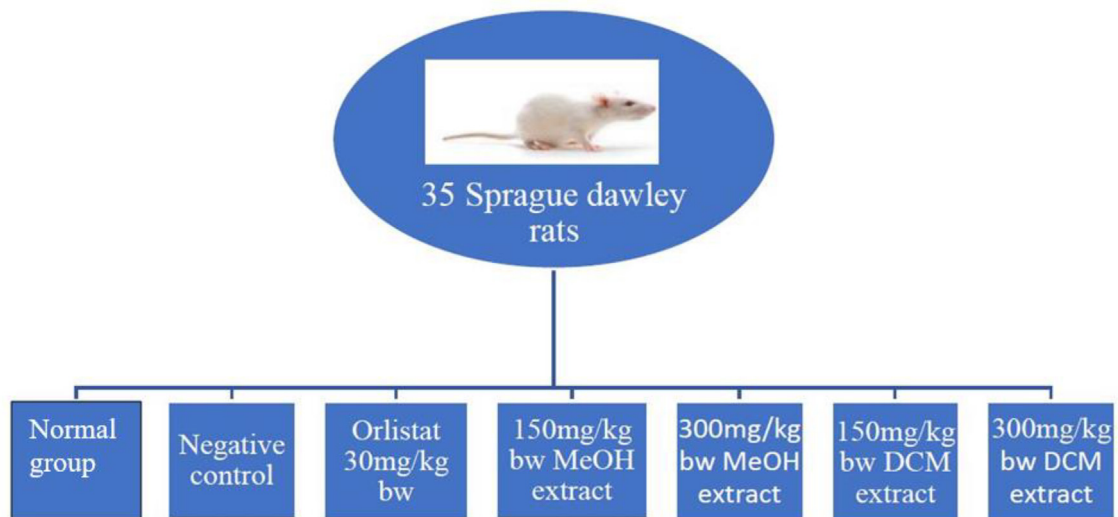 35 Sprague dawley
rats
Normal
group
Negative
control
Orlistat
30mg/kg
bw
150mg/kg
bw MeOH
extract
300mg/kg
bw MeOH
extract
150mg/kg
bw DCM
extract
300mg/kg
bw DCM
extract